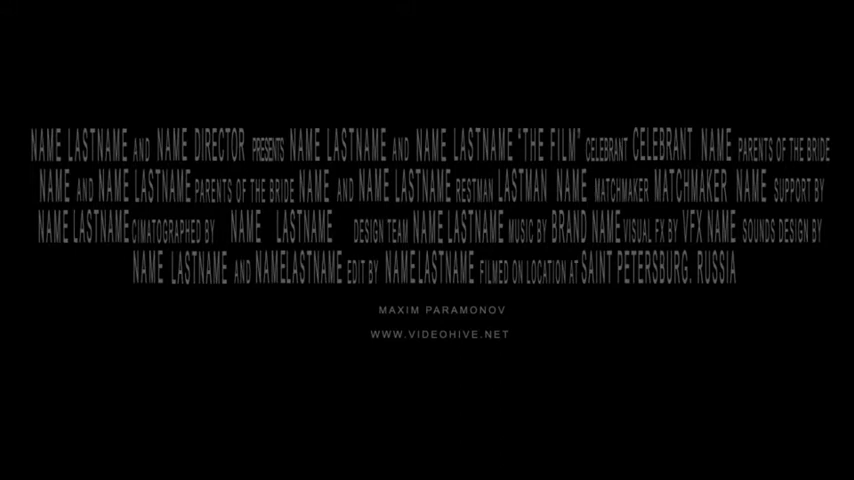 NAME LASTNAME AND NAME DIRECTOR PRESENTS NAME LASTNAME AND NAME LASTNAME "THE FILM" CELEBRANT CELEBRANT NAME PARENTS OF THE BRIDE
NAME AND NAME LASTNAME PARENTS OF THE BRIDE NAME AND NAME LASTNAME RESTMAN LASTMAN NAME MATCHMAKER MATCHMAKER NAME SUPPORT BY
NAME LASTNAME CIMATOGRAPHED BY NAME LASTNAME DESIGN TEAM NAME LASTNAME MUSIC BY BRAND NAME VISUAL FX BY VFX NAME SOUNDS DESIGN BY
NAME LASTNAME AND NAMELASTNAME EDIT BY NAMELASTNAME FILMED ON LOCATION AT SAINT PETERSBURG. RUSSIA
MAXIM PARAMONOV
WWW.VIDEOHIVE.NET